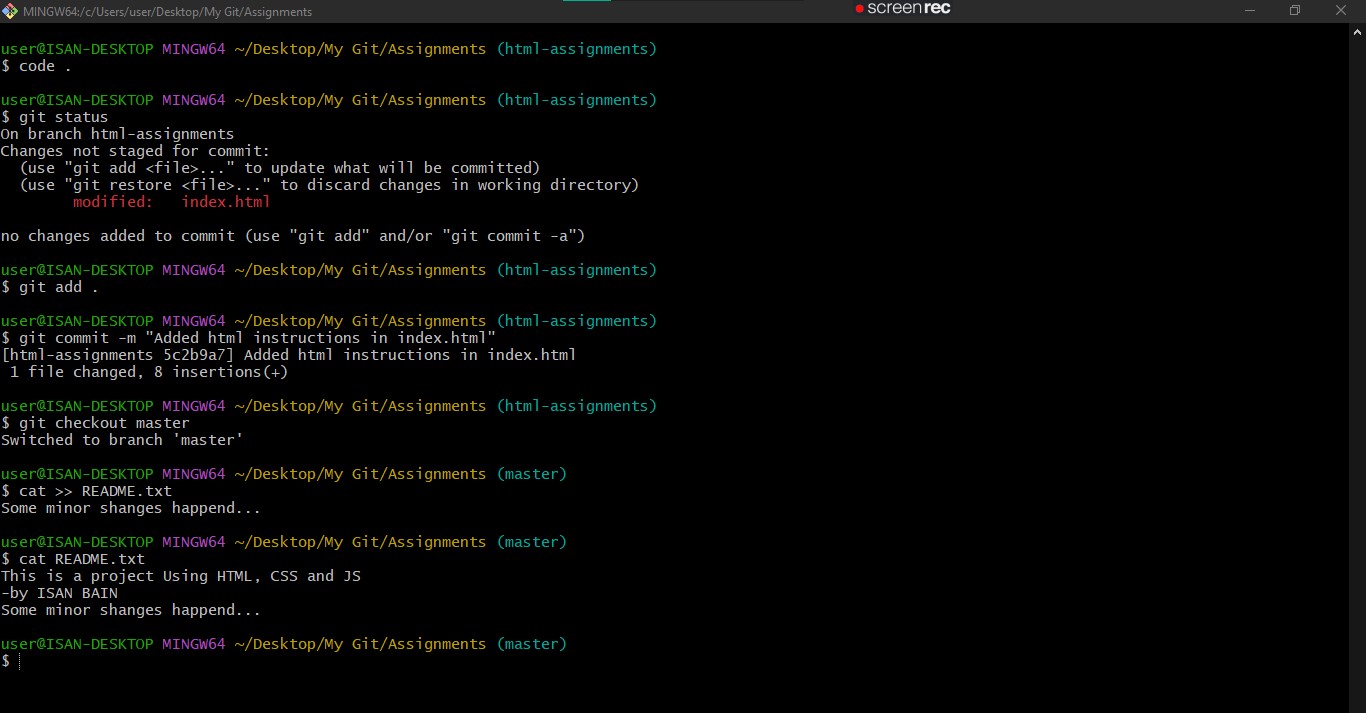 MINGW64:/c/Users/user/Desktop/My Git/Assignments
screenrec
user@ISAN-DESKTOP MINGW64 ~/Desktop/My Git/Assignments (html-assignments)
$ code .
user@ISAN-DESKTOP MINGW64 ~/Desktop/My Git/Assignments (html-assignments)
$ git status
On branch html-assignments
Changes not staged for commit:
  (use "git add <file>..." to update what will be committed)
  (use "git restore <file>..." to discard changes in working directory)
        modified:   index.html
no changes added to commit (use "git add" and/or "git commit -a")
user@ISAN-DESKTOP MINGW64 ~/Desktop/My Git/Assignments (html-assignments)
$ git add .
user@ISAN-DESKTOP MINGW64 ~/Desktop/My Git/Assignments (html-assignments)
$ git commit -m "Added html instructions in index.html"
[html-assignments 5c2b9a7] Added html instructions in index.html
 1 file changed, 8 insertions(+)
user@ISAN-DESKTOP MINGW64 ~/Desktop/My Git/Assignments (html-assignments)
$ git checkout master
Switched to branch 'master'
user@ISAN-DESKTOP MINGW64 ~/Desktop/My Git/Assignments (master)
$ cat >> README.txt
Some minor shanges happend...
user@ISAN-DESKTOP MINGW64 ~/Desktop/My Git/Assignments (master)
$ cat README.txt
This is a project Using HTML, CSS and JS
-by ISAN BAIN
Some minor shanges happend...
user@ISAN-DESKTOP MINGW64 ~/Desktop/My Git/Assignments (master)
$